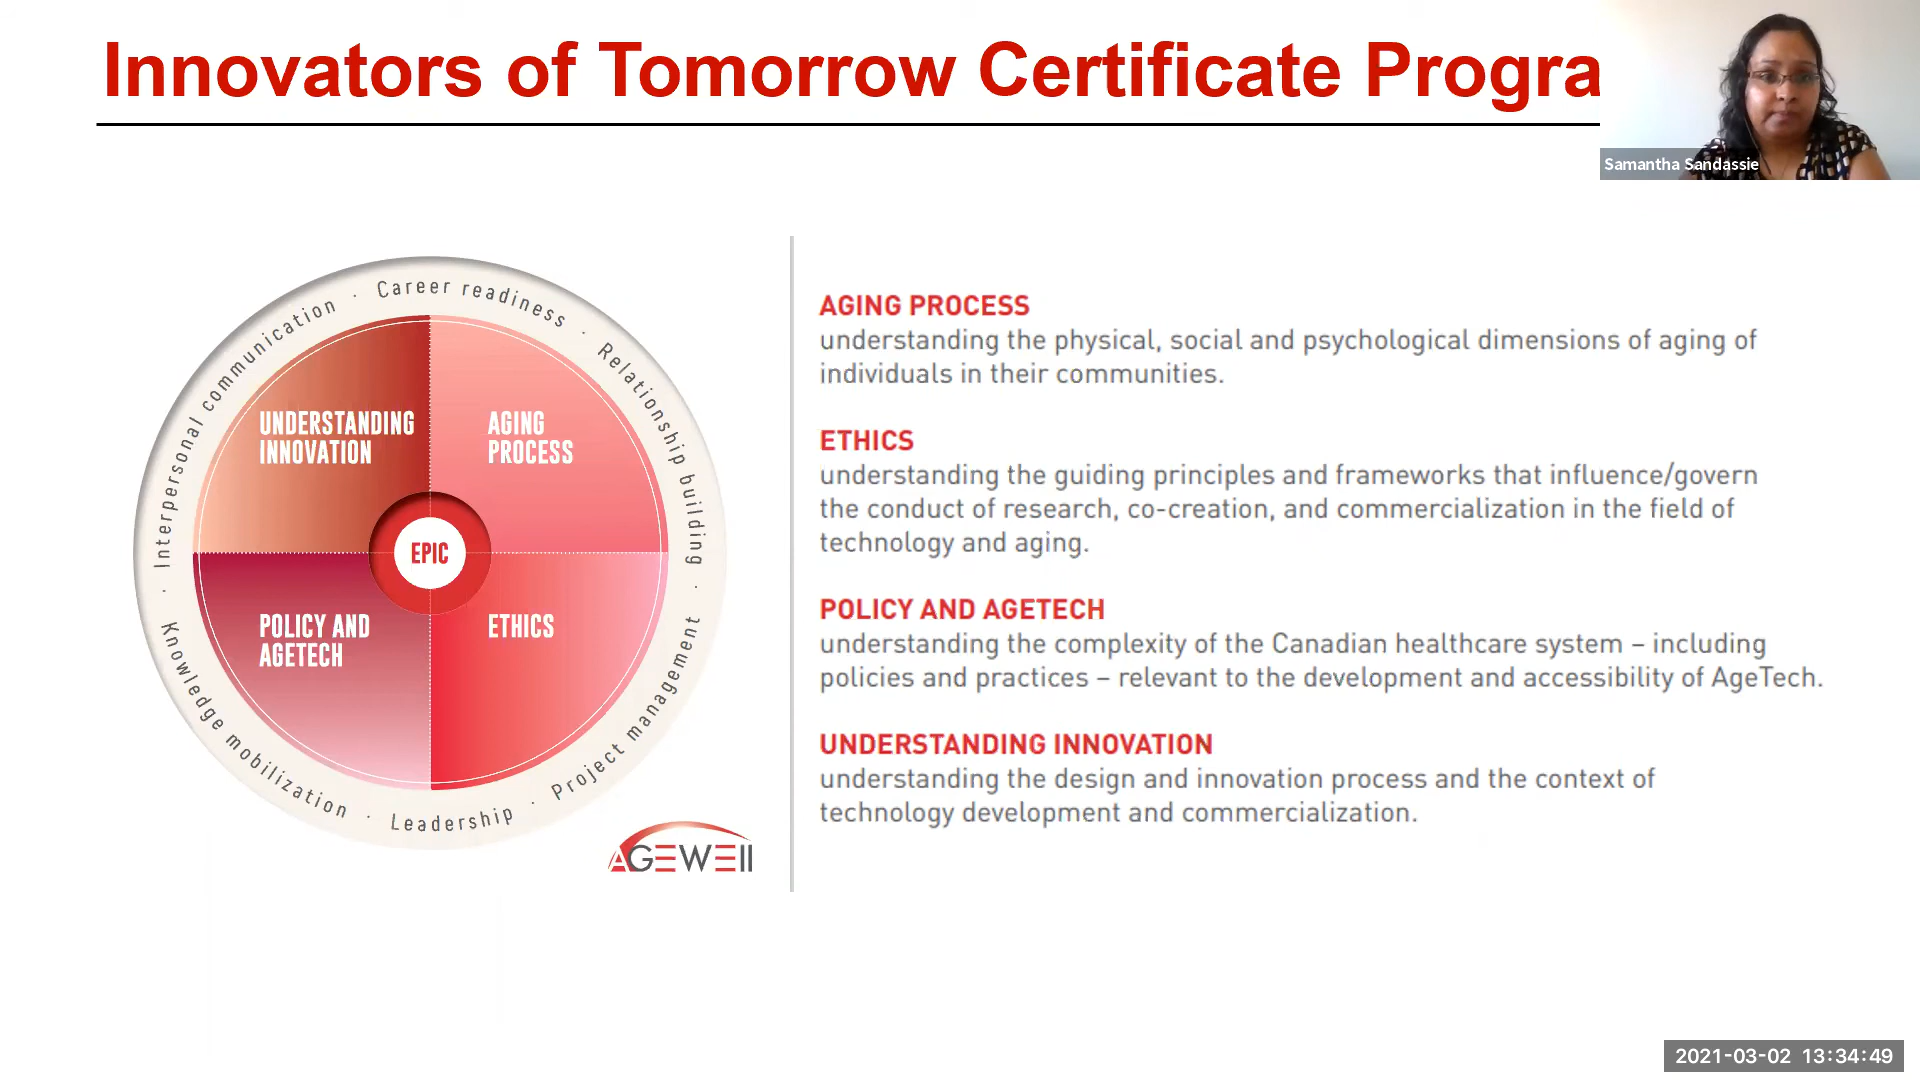 Innovators of Tomorrow Certificate Progra
Samantha Sandassie
Interpersonal communication · Career readiness · Relationship building ·
· Knowledge mobilization · Leadership · Project management
UNDERSTANDING
INNOVATION
AGING
PROCESS
EPIC
POLICY AND
AGETECH
ETHICS
AGEWEll
AGING PROCESS
understanding the physical, social and psychological dimensions of aging of
individuals in their communities.
ETHICS
understanding the guiding principles and frameworks that influence/govern
the conduct of research, co-creation, and commercialization in the field of
technology and aging.
POLICY AND AGETECH
understanding the complexity of the Canadian healthcare system – including
policies and practices – relevant to the development and accessibility of AgeTech.
UNDERSTANDING INNOVATION
understanding the design and innovation process and the context of
technology development and commercialization.
2021-03-02 13:34:49